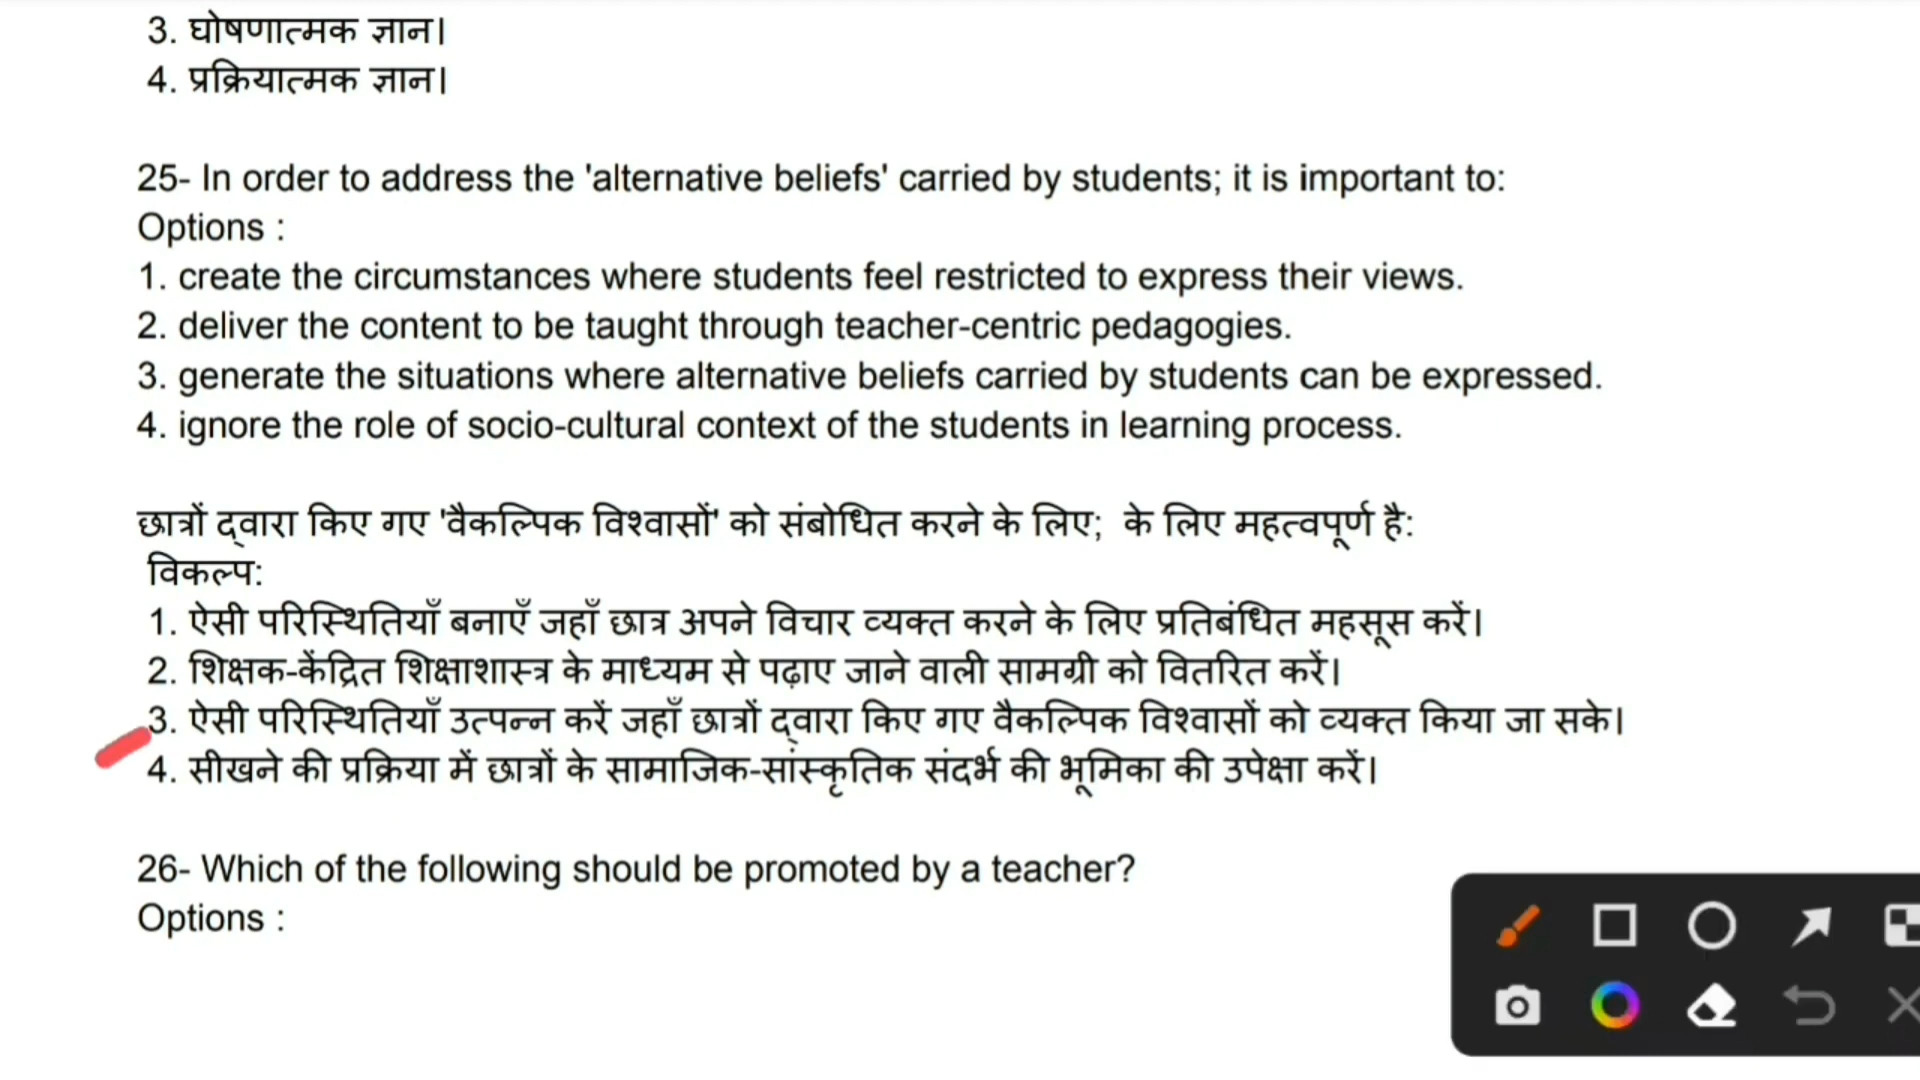 3. घोषणात्मक ज्ञान।
4. प्रक्रियात्मक ज्ञान।
25- In order to address the 'alternative beliefs' carried by students; it is important to:
Options :
1. create the circumstances where students feel restricted to express their views.
2. deliver the content to be taught through teacher-centric pedagogies.
3. generate the situations where alternative beliefs carried by students can be expressed.
4. ignore the role of socio-cultural context of the students in learning process.
छात्रों द्वारा किए गए 'वैकल्पिक विश्वासों' को संबोधित करने के लिए; के लिए महत्वपूर्ण है:
विकल्प:
1. ऐसी परिस्थितियाँ बनाएँ जहाँ छात्र अपने विचार व्यक्त करने के लिए प्रतिबंधित महसूस करें।
2. शिक्षक-केंद्रित शिक्षाशास्त्र के माध्यम से पढ़ाए जाने वाली सामग्री को वितरित करें।
3. ऐसी परिस्थितियाँ उत्पन्न करें जहाँ छात्रों द्वारा किए गए वैकल्पिक विश्वासों को व्यक्त किया जा सके।
4. सीखने की प्रक्रिया में छात्रों के सामाजिक-सांस्कृतिक संदर्भ की भूमिका की उपेक्षा करें।
26- Which of the following should be promoted by a teacher?
Options :